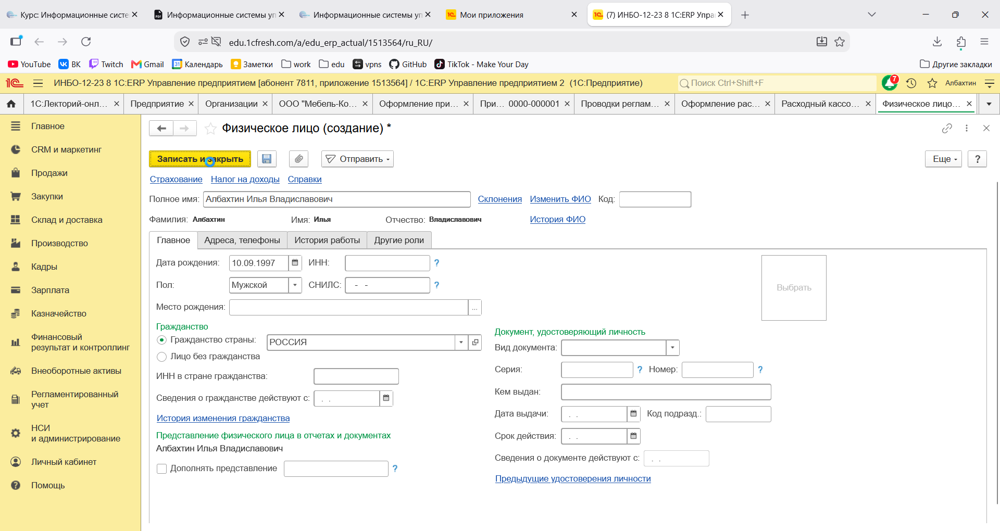 Курс: Информационные систе
Информационные системы уп
Информационные системы уп
Мои приложения
(7) ИНБО-12-23 8 1С:ERP Упра
edu.1cfresh.com/a/edu_erp_actual/1513564/ru_RU/
YouTube ВК Twitch Gmail Календарь Заметки work edu vpns GitHub TikTok - Make Your Day Другие закладки
ИНБО-12-23 8 1С:ERP Управление предприятием [абонент 7811, приложение 1513564] / 1С:ERP Управление предприятием 2 (1С:Предприятие) Поиск Ctrl+Shift+F 7 Албахтин
1С:Лекторий-онл... Предприятие Организации ООО "Мебель-Ко... Оформление при... При... 0000-000001 Проводки реглам... Оформление рас... Расходный кассо... Физическое лицо...
Главное
CRM и маркетинг
Продажи
Закупки
Склад и доставка
Производство
Кадры
Зарплата
Казначейство
Финансовый
результат и контроллинг
Внеоборотные активы
Регламентированный
учет
НСИ
и администрирование
Личный кабинет
Помощь
Физическое лицо (создание) *
Записать и закрыть Отправить Еще ?
Страхование Налог на доходы Справки
Полное имя: Албахтин Илья Владиславович Склонения Изменить ФИО Код:
Фамилия: Албахтин Имя: Илья Отчество: Владиславович История ФИО
Главное Адреса, телефоны История работы Другие роли
Дата рождения: 10.09.1997 ИНН: ?
Пол: Мужской СНИЛС: - - ?
Выбрать
Место рождения: ...
Гражданство
Гражданство страны: РОССИЯ
Лицо без гражданства
ИНН в стране гражданства:
Сведения о гражданстве действуют с: . .
История изменения гражданства
Представление физического лица в отчетах и документах
Албахтин Илья Владиславович
Дополнять представление ?
Документ, удостоверяющий личность
Вид документа:
Серия: ? Номер: ?
Кем выдан:
Дата выдачи: . . Код подразд.:
Срок действия: . .
Сведения о документе действуют с: . .
Предыдущие удостоверения личности